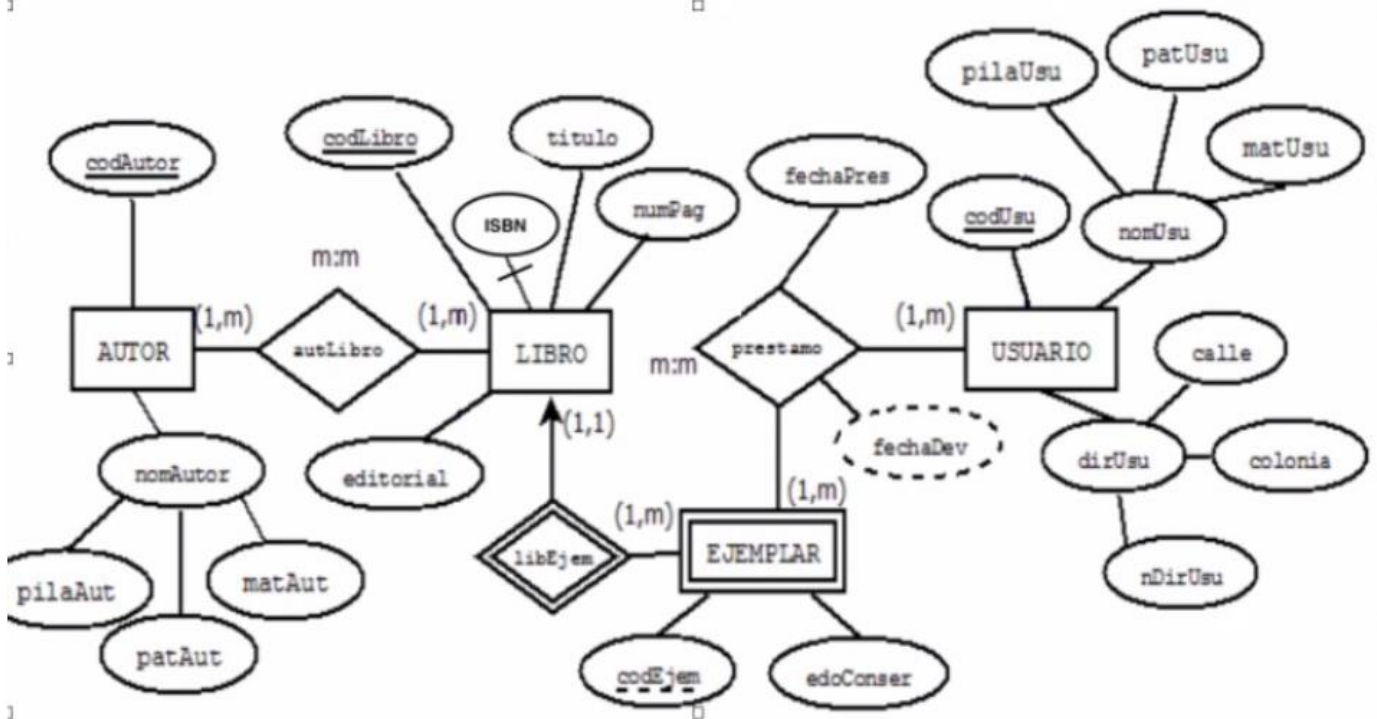 pilaUsu
patUsu
matUsu
codUsu
nomUsu
codAutor
codLibro
titulo
ISBN
numPag
fechaPres
m:m
AUTOR
(1,m)
autLibro
(1,m)
LIBRO
m:m
prestamo
(1,m)
USUARIO
calle
(1,1)
fechaDev
dirUsu
colonia
nomAutor
editorial
(1,m)
(1,m)
libEjem
EJEMPLAR
nDirUsu
pilaAut
matAut
patAut
codEjem
edoConser